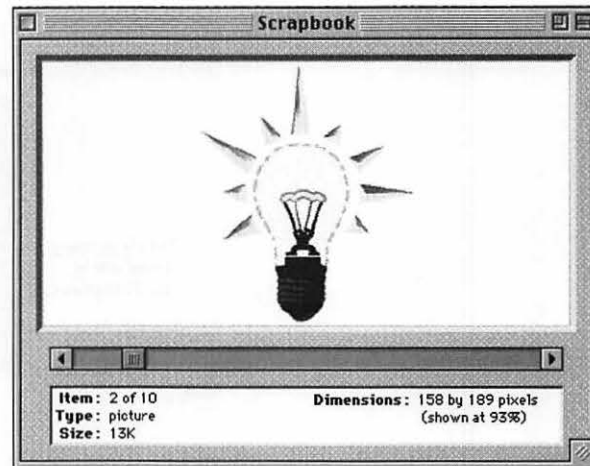 Scrapbook
Item: 2 of 10
Type: picture
Size: 13K
Dimensions: 158 by 189 pixels
(shown at 93%)